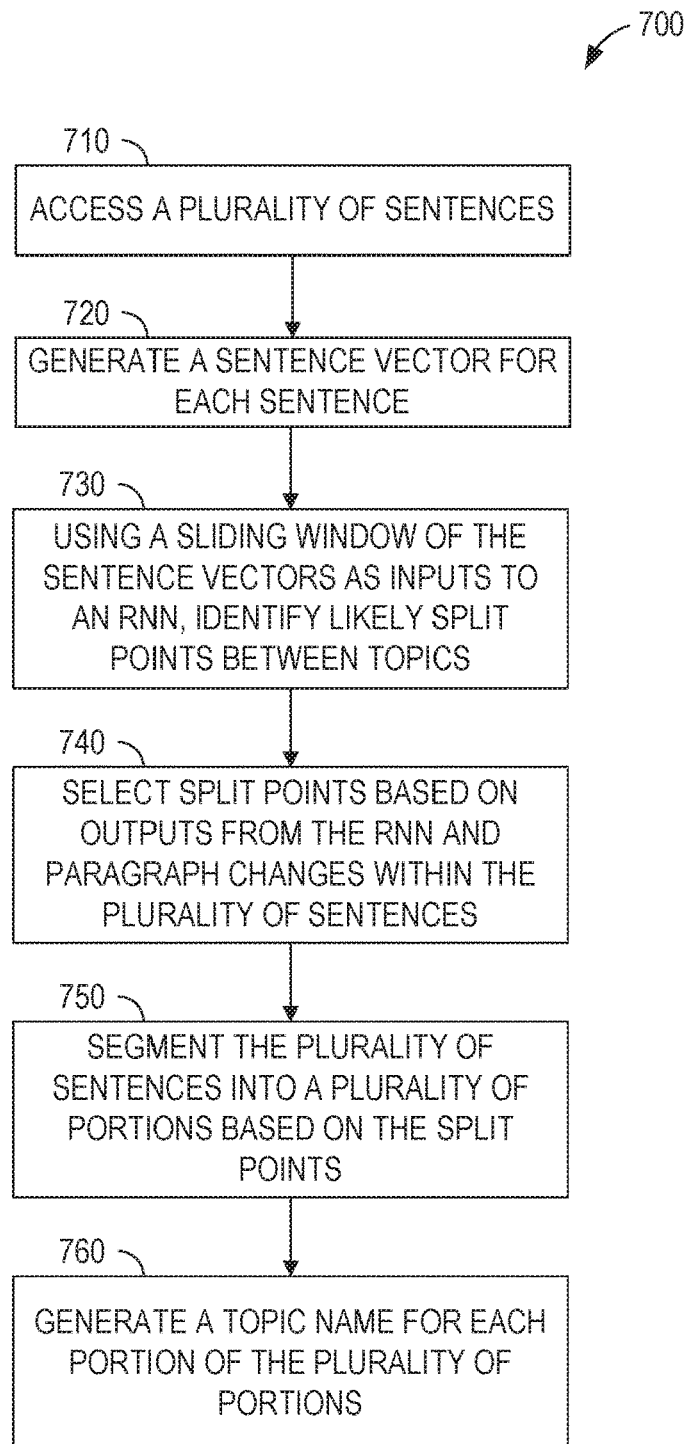 700
710
ACCESS A PLURALITY OF SENTENCES
720
GENERATE A SENTENCE VECTOR FOR
EACH SENTENCE
730
USING A SLIDING WINDOW OF THE
SENTENCE VECTORS AS INPUTS TO
AN RNN, IDENTIFY LIKELY SPLIT
POINTS BETWEEN TOPICS
740
SELECT SPLIT POINTS BASED ON
OUTPUTS FROM THE RNN AND
PARAGRAPH CHANGES WITHIN THE
PLURALITY OF SENTENCES
750
SEGMENT THE PLURALITY OF
SENTENCES INTO A PLURALITY OF
PORTIONS BASED ON THE SPLIT
POINTS
760
GENERATE A TOPIC NAME FOR EACH
PORTION OF THE PLURALITY OF
PORTIONS